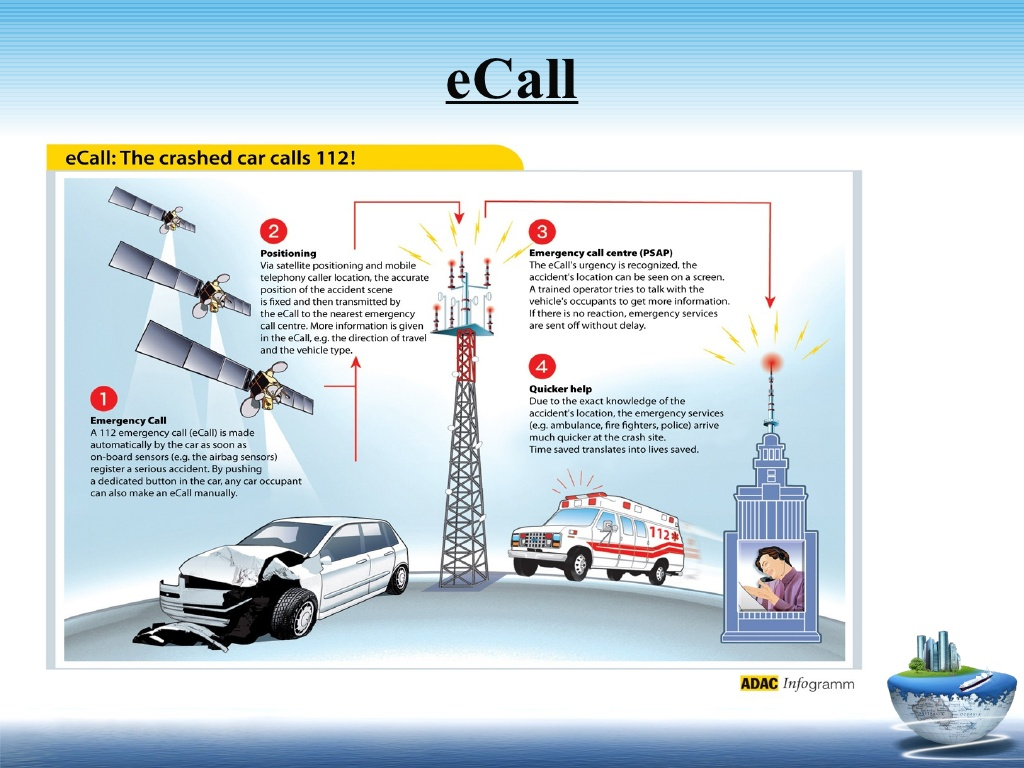 eCall
eCall: The crashed car calls 112!
1
Emergency Call
A 112 emergency call (eCall) is made
automatically by the car as soon as
on-board sensors (e.g. the airbag sensors)
register a serious accident. By pushing
a dedicated button in the car, any car occupant
can also make an eCall manually.
2
Positioning
Via satellite positioning and mobile
telephony caller location, the accurate
position of the accident scene
is fixed and then transmitted by
the eCall to the nearest emergency
call centre. More information is given
in the eCall, e.g. the direction of travel
and the vehicle type.
3
Emergency call centre (PSAP)
The eCall's urgency is recognized, the
accident's location can be seen on a screen.
A trained operator tries to talk with the
vehicle's occupants to get more information.
If there is no reaction, emergency services
are sent off without delay.
4
Quicker help
Due to the exact knowledge of the
accident's location, the emergency services
(e.g. ambulance, fire fighters, police) arrive
much quicker at the crash site.
Time saved translates into lives saved.
112
ADAC Infogramm